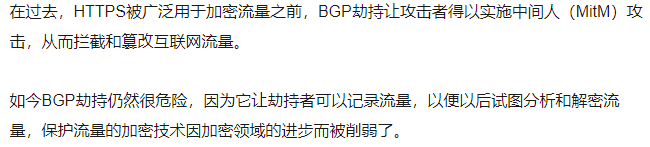 在过去，HTTPS被广泛用于加密流量之前，BGP劫持让攻击者得以实施中间人（MitM）攻
击，从而拦截和篡改互联网流量。
如今BGP劫持仍然很危险，因为它让劫持者可以记录流量，以便以后试图分析和解密流
量，保护流量的加密技术因加密领域的进步而被削弱了。